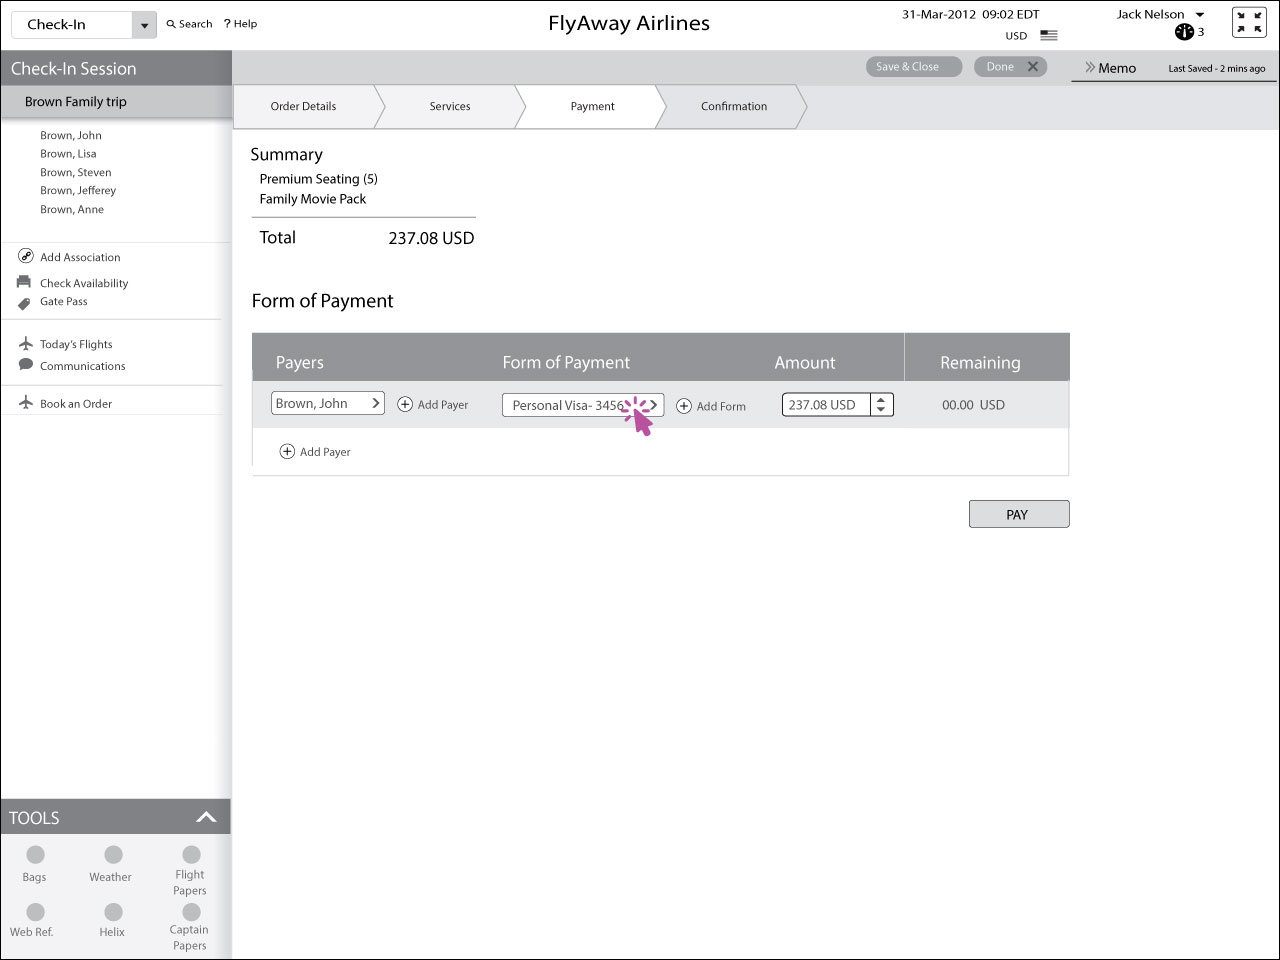 Check-In
Search
? Help
FlyAway Airlines
31-Mar-2012 09:02 EDT
USD
Jack Nelson
3
Check-In Session
Save & Close
Done
Memo
Last Saved - 2 mins ago
Brown Family trip
Order Details
Services
Payment
Confirmation
Brown, John
Brown, Lisa
Brown, Steven
Brown, Jefferey
Brown, Anne
Add Association
Check Availability
Gate Pass
Today's Flights
Communications
Book an Order
Summary
Premium Seating (5)
Family Movie Pack
Total 237.08 USD
Form of Payment
Payers Form of Payment Amount Remaining
Brown, John
Add Payer
Personal Visa- 3456
Add Form
237.08 USD
00.00 USD
Add Payer
PAY
TOOLS
Bags
Weather
Flight
Papers
Web Ref.
Helix
Captain
Papers